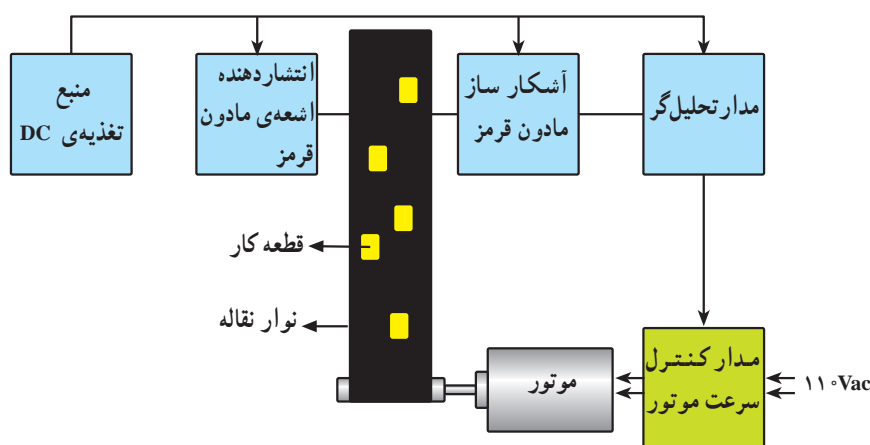 منبع
تغذیه‌ی DC
انتشاردهنده
اشعه‌ی مادون
قرمز
آشکار ساز
مادون قرمز
مدارتحلیل‌گر
قطعه کار
نوار نقاله
موتور
مدار کنترل
سرعت موتور
۱۱۰Vac